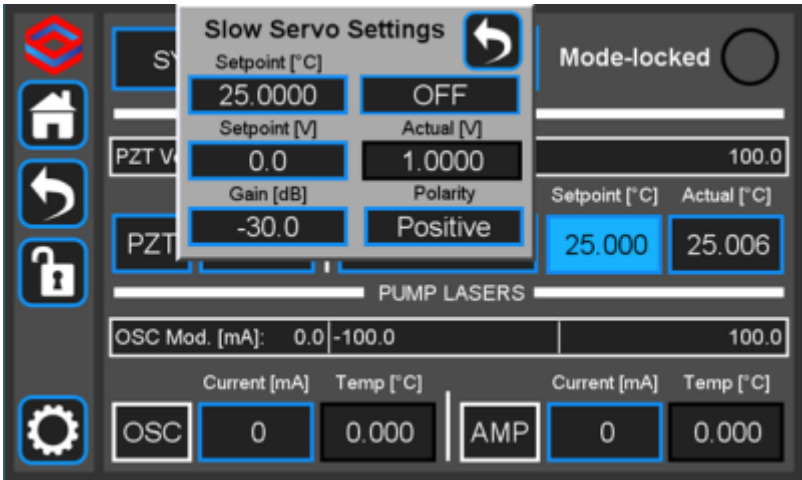 Slow Servo Settings
Setpoint [°C]
25.0000 OFF
Setpoint [V] Actual [V]
0.0 1.0000
Gain [dB] Polarity
-30.0 Positive
SY
Mode-locked
PZT Ve
100.0
Setpoint [°C] Actual [°C]
PZT
25.000 25.006
PUMP LASERS
OSC Mod. [mA]: 0.0 -100.0 100.0
Current [mA] Temp [°C] Current [mA] Temp [°C]
OSC 0 0.000 AMP 0 0.000